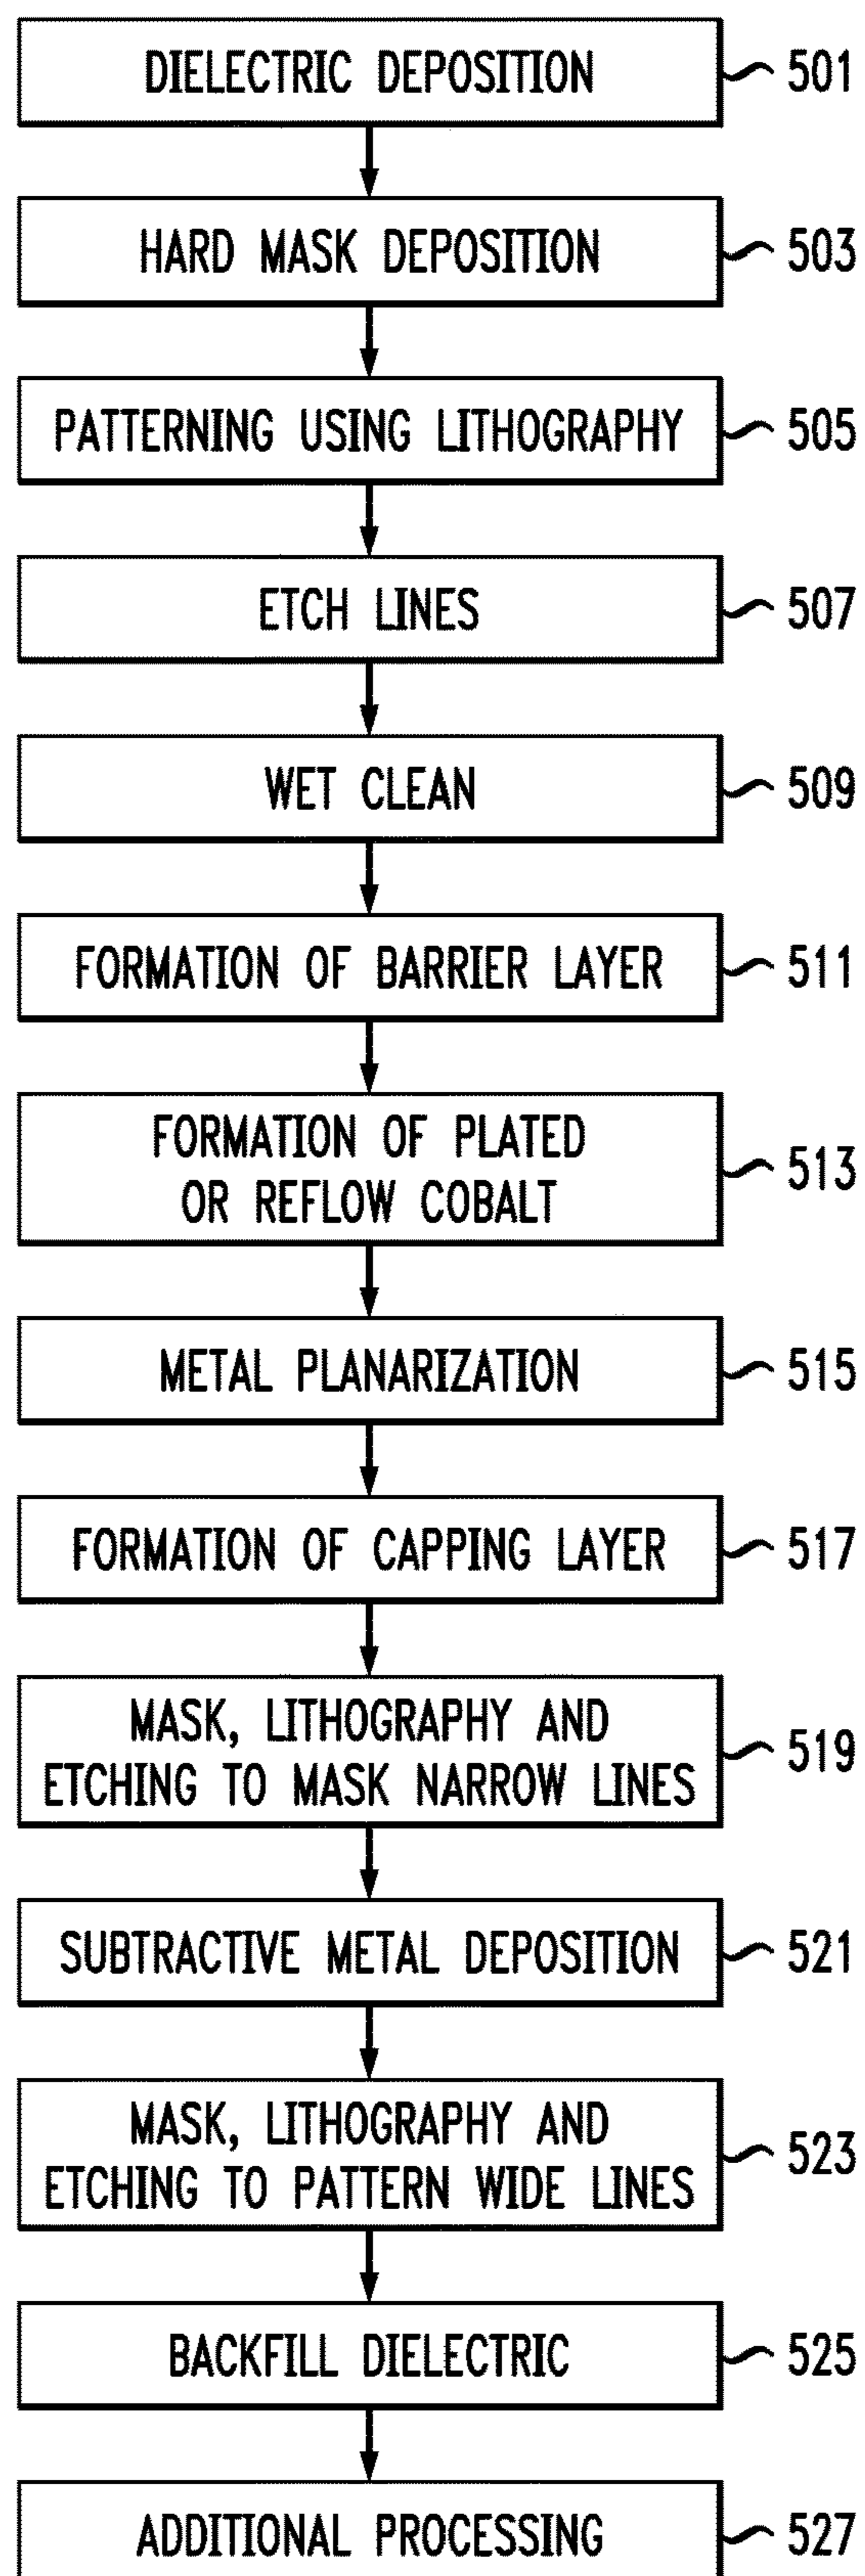 DIELECTRIC DEPOSITION 501
HARD MASK DEPOSITION 503
PATTERNING USING LITHOGRAPHY 505
ETCH LINES 507
WET CLEAN 509
FORMATION OF BARRIER LAYER 511
FORMATION OF PLATED
OR REFLOW COBALT 513
METAL PLANARIZATION 515
FORMATION OF CAPPING LAYER 517
MASK, LITHOGRAPHY AND
ETCHING TO MASK NARROW LINES 519
SUBTRACTIVE METAL DEPOSITION 521
MASK, LITHOGRAPHY AND
ETCHING TO PATTERN WIDE LINES 523
BACKFILL DIELECTRIC 525
ADDITIONAL PROCESSING 527